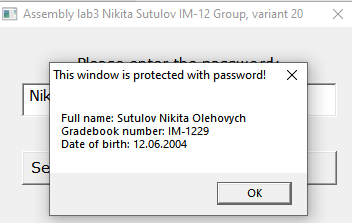 Assembly lab3 Nikita Sutulov IM-12 Group, variant 20
Please enter the password:
This window is protected with password!
Nik
Full name: Sutulov Nikita Olehovych
Gradebook number: IM-1229
Date of birth: 12.06.2004
Se
OK